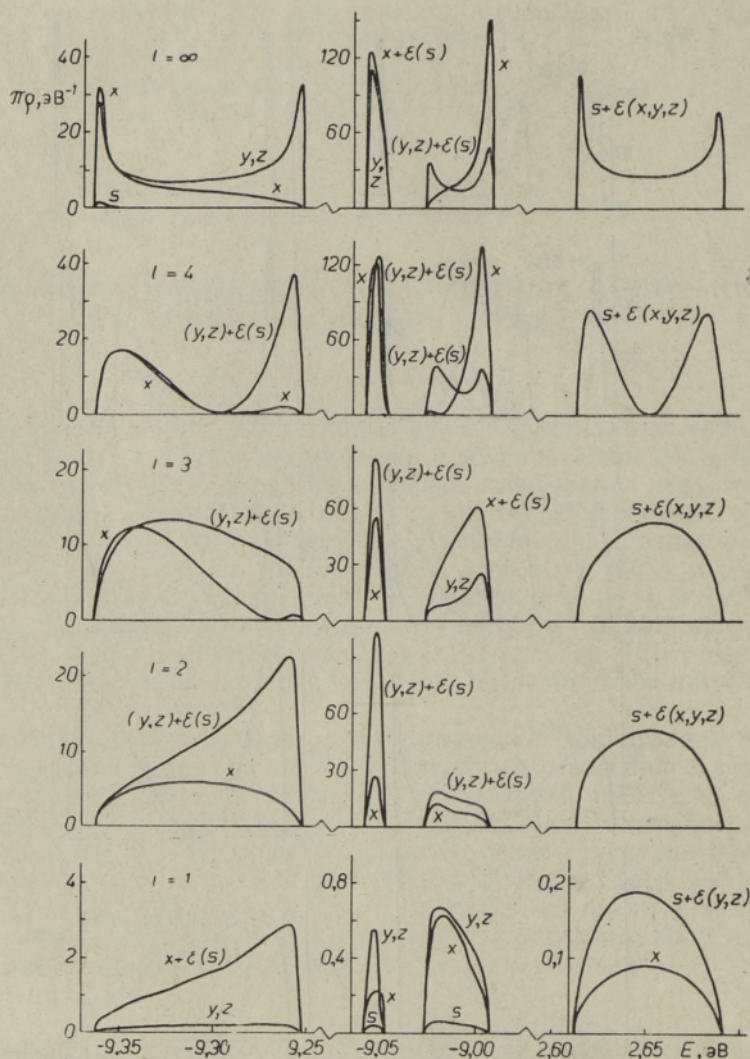 πρ, эВ⁻¹
l = ∞
40
20
0
x
s
y, z
x
120
60
x+ε(s)
y,
z
(y,z)+ε(s)
x
s+ε(x,y,z)
l = 4
40
20
0
x
(y,z)+ε(s)
x
120
60
x
(y,z)+ε(s)
(y,z)+ε(s)
x
s+ε(x,y,z)
l = 3
20
10
0
x
(y,z)+ε(s)
60
30
(y,z)+ε(s)
x
x+ε(s)
y,z
s+ε(x,y,z)
l = 2
20
10
0
(y,z)+ε(s)
x
90
30
(y,z)+ε(s)
x
(y,z)+ε(s)
x
s+ε(x,y,z)
l = 1
4
2
0
x+ε(s)
y,z
0,8
0,4
y,z
x
s
y,z
x
s
0,2
0,1
s+ε(y,z)
x
-9,35 -9,30 9,25 -9,05 -9,00 2,60 2,65 E, эВ